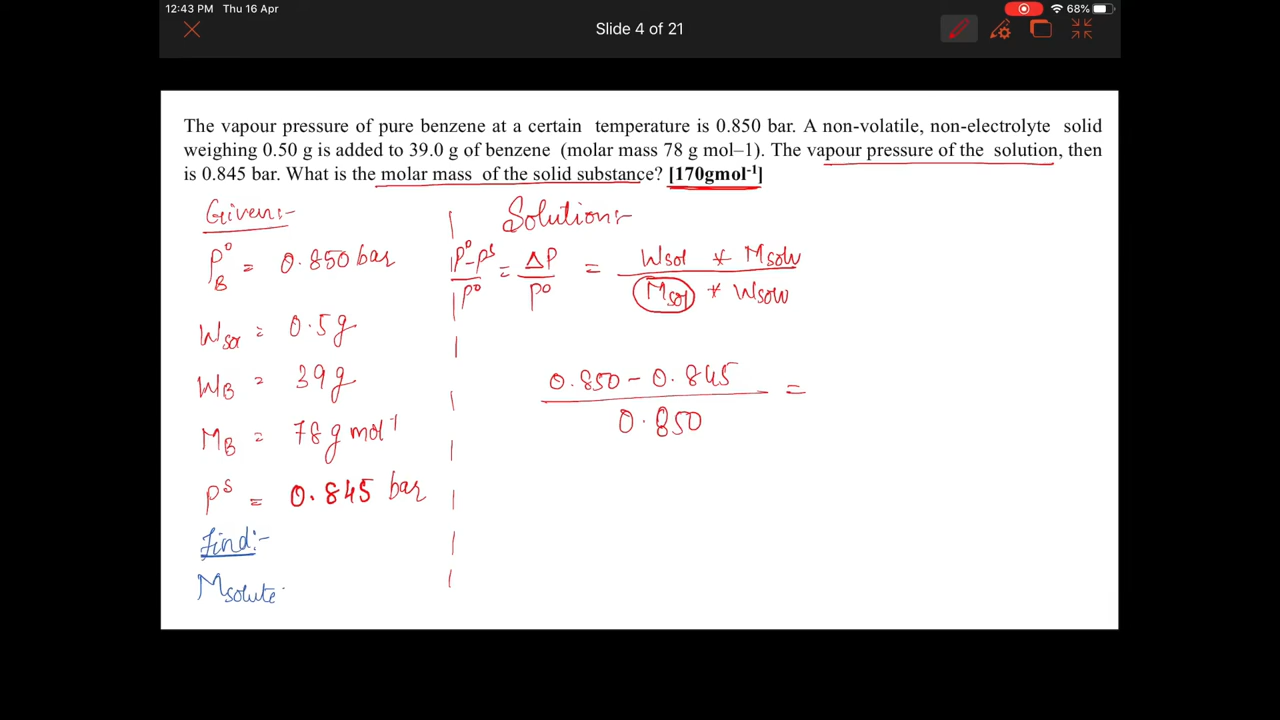 12:43 PM Thu 16 Apr
68%
Slide 4 of 21
The vapour pressure of pure benzene at a certain temperature is 0.850 bar. A non-volatile, non-electrolyte solid
weighing 0.50 g is added to 39.0 g of benzene (molar mass 78 g mol–1). The vapour pressure of the solution, then
is 0.845 bar. What is the molar mass of the solid substance? [170gmol⁻¹]
Given:-
P°B = 0.850 bar
Wsol = 0.5g
WB = 39g
MB = 78g mol⁻¹
Pˢ = 0.845 bar
Find:-
Msolute
Solution:-
P°-Pˢ / P° = ΔP / P° = Wsol * Msolv / Msol * Wsolv
0.850 - 0.845 / 0.850 =